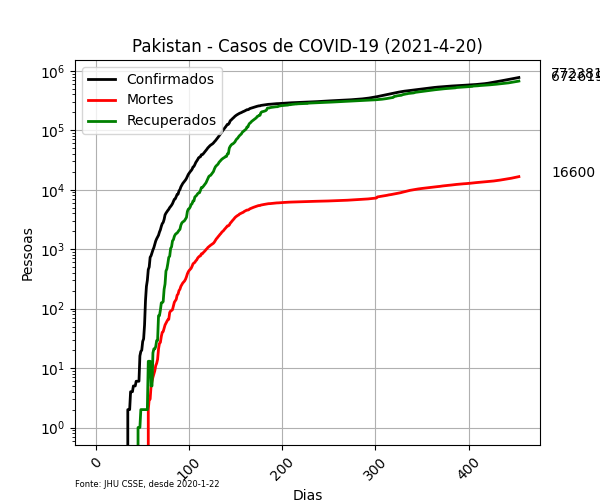 Pakistan - Casos de COVID-19 (2021-4-20)
Confirmados
Mortes
Recuperados
10⁶
10⁵
10⁴
10³
10²
10¹
10⁰
Pessoas
16600
0
100
200
300
400
Dias
Fonte: JHU CSSE, desde 2020-1-22